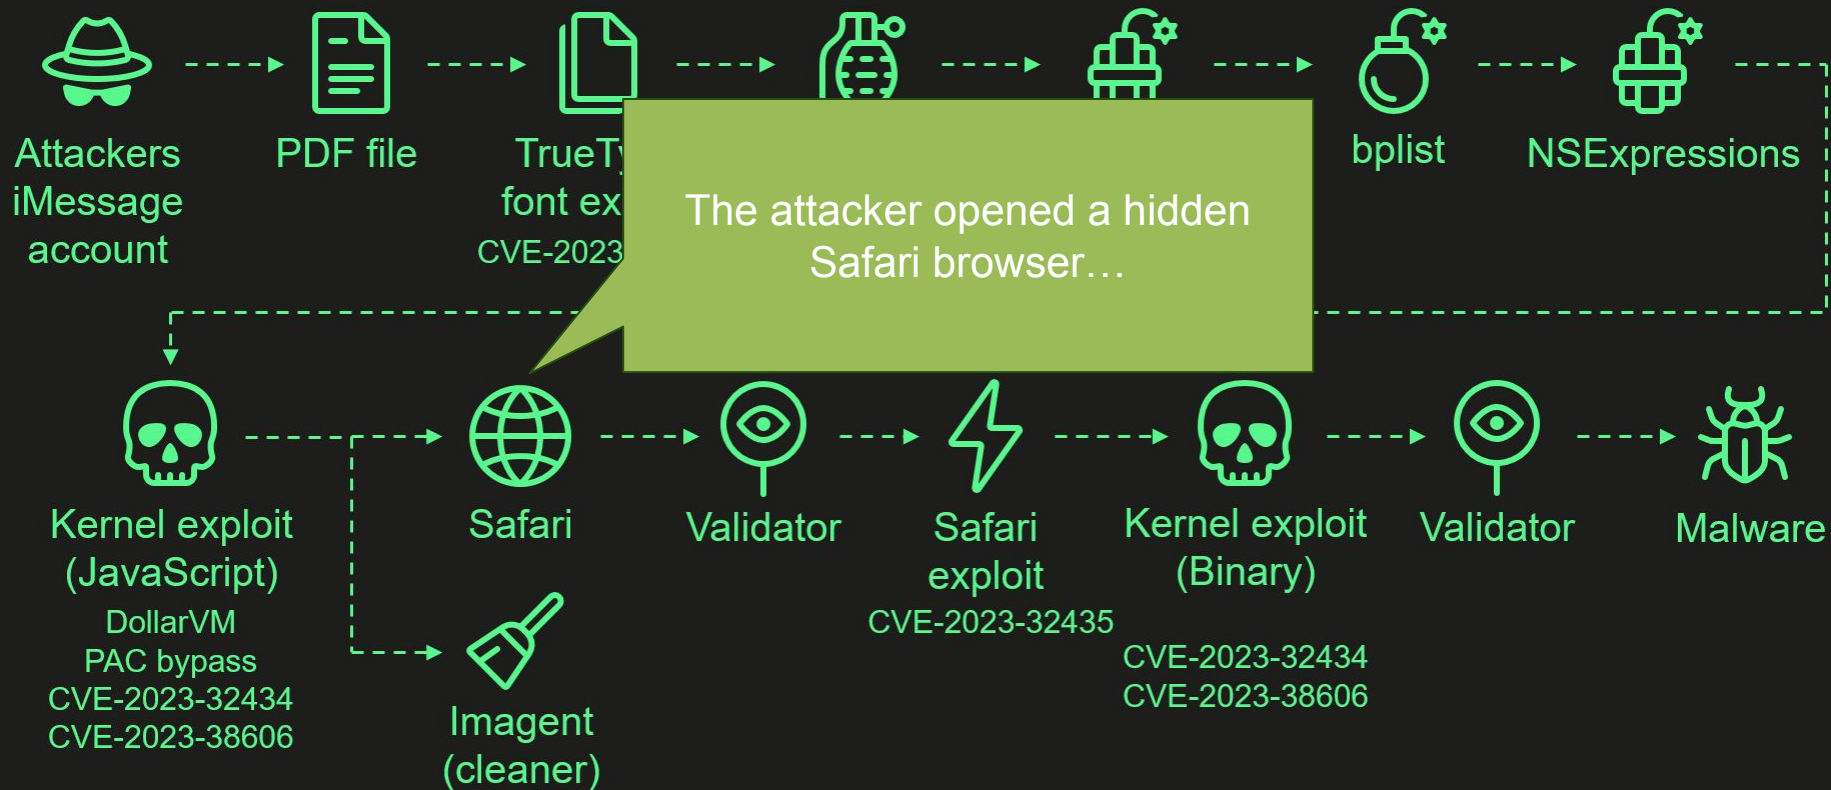 Attackers
iMessage
account
PDF file
TrueTy
font ex
CVE-2023
bplist
NSExpressions
The attacker opened a hidden
Safari browser…
Kernel exploit
(JavaScript)
DollarVM
PAC bypass
CVE-2023-32434
CVE-2023-38606
Safari
Imagent
(cleaner)
Validator
Safari
exploit
CVE-2023-32435
Kernel exploit
(Binary)
CVE-2023-32434
CVE-2023-38606
Validator
Malware